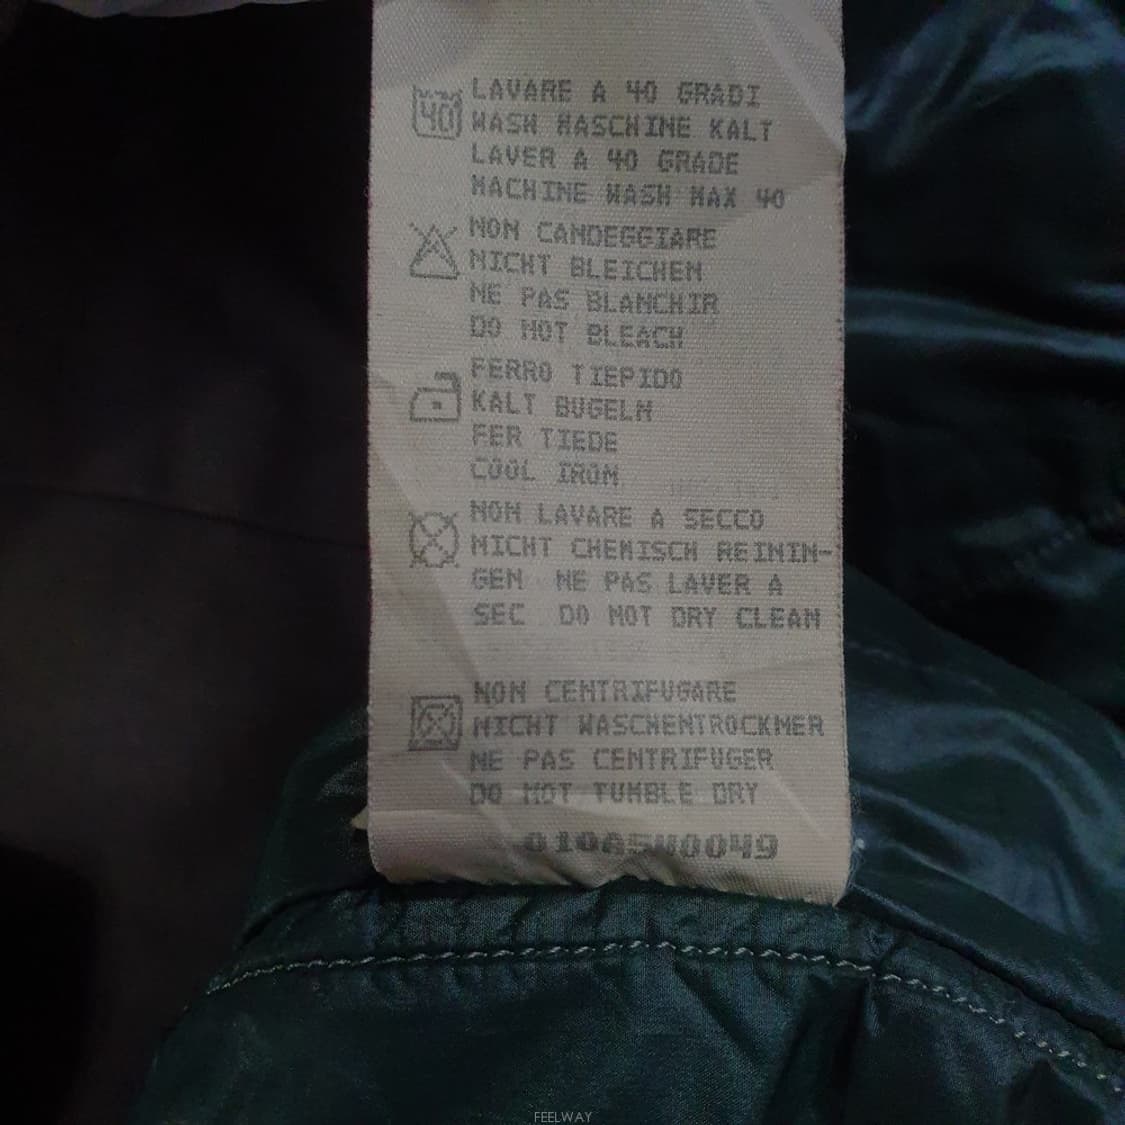 40
LAVARE A 40 GRADI
WASH MASCHINE KALT
LAVER A 40 GRADE
MACHINE WASH MAX 40
NON CANDEGGIARE
NICHT BLEICHEN
NE PAS BLANCHIR
DO NOT BLEACH
FERRO TIEPIDO
KALT BUGELN
FER TIEDE
COOL IRON
NON LAVARE A SECCO
NICHT CHEMISCH REININ-
GEN NE PAS LAVER A
SEC DO NOT DRY CLEAN
NON CENTRIFUGARE
NICHT WASCHENTROCKNER
NE PAS CENTRIFUGER
DO NOT TUMBLE DRY
FEELWAY